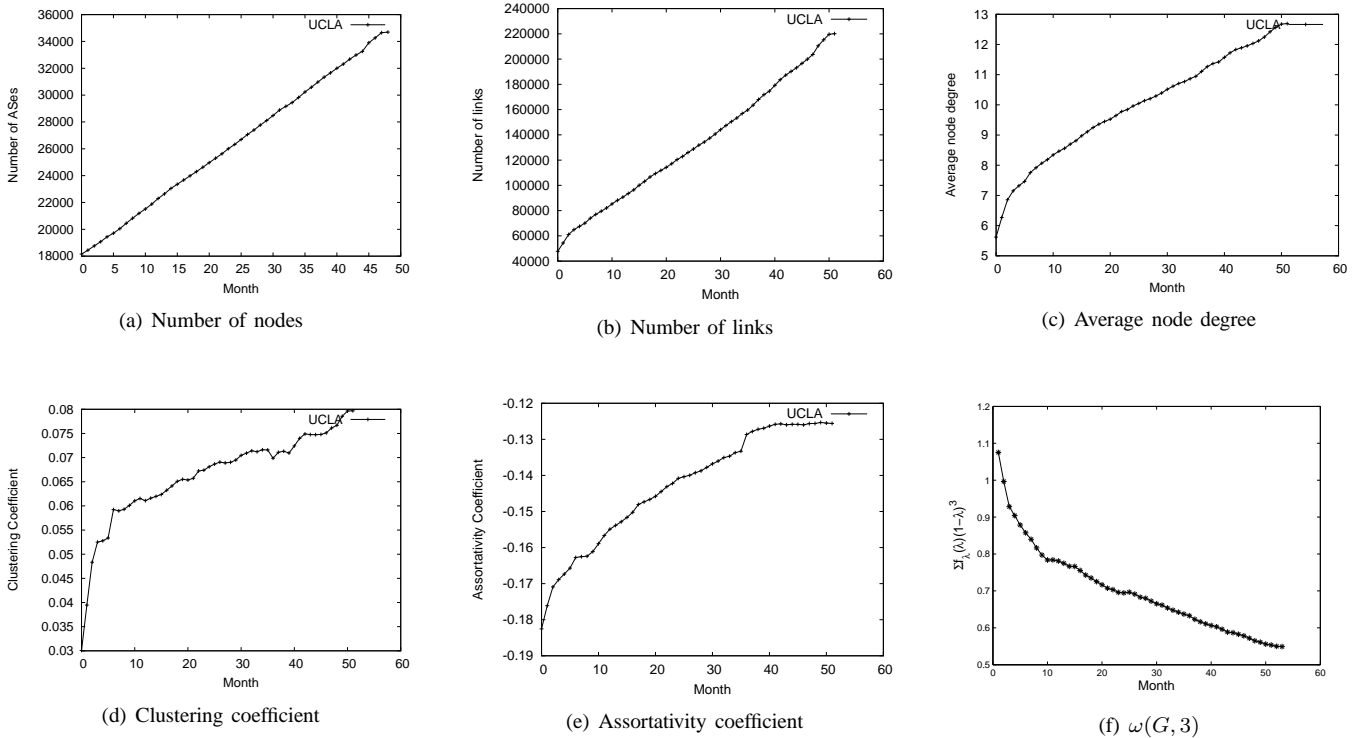 UCLA
Number of ASes
36000
34000
32000
30000
28000
26000
24000
22000
20000
18000
0 5 10 15 20 25 30 35 40 45 50
Month
(a) Number of nodes
UCLA
Number of links
240000
220000
200000
180000
160000
140000
120000
100000
80000
60000
40000
0 10 20 30 40 50 60
Month
(b) Number of links
UCLA
Average node degree
13
12
11
10
9
8
7
6
5
0 10 20 30 40 50 60
Month
(c) Average node degree
UCLA
Clustering Coefficient
0.08
0.075
0.07
0.065
0.06
0.055
0.05
0.045
0.04
0.035
0.03
0 10 20 30 40 50 60
Month
(d) Clustering coefficient
UCLA
Assortativity Coefficient
-0.12
-0.13
-0.14
-0.15
-0.16
-0.17
-0.18
-0.19
0 10 20 30 40 50 60
Month
(e) Assortativity coefficient
Σf_λ(λ)(1−λ)^3
1.2
1.1
1
0.9
0.8
0.7
0.6
0.5
0 10 20 30 40 50 60
Month
(f) ω(G, 3)